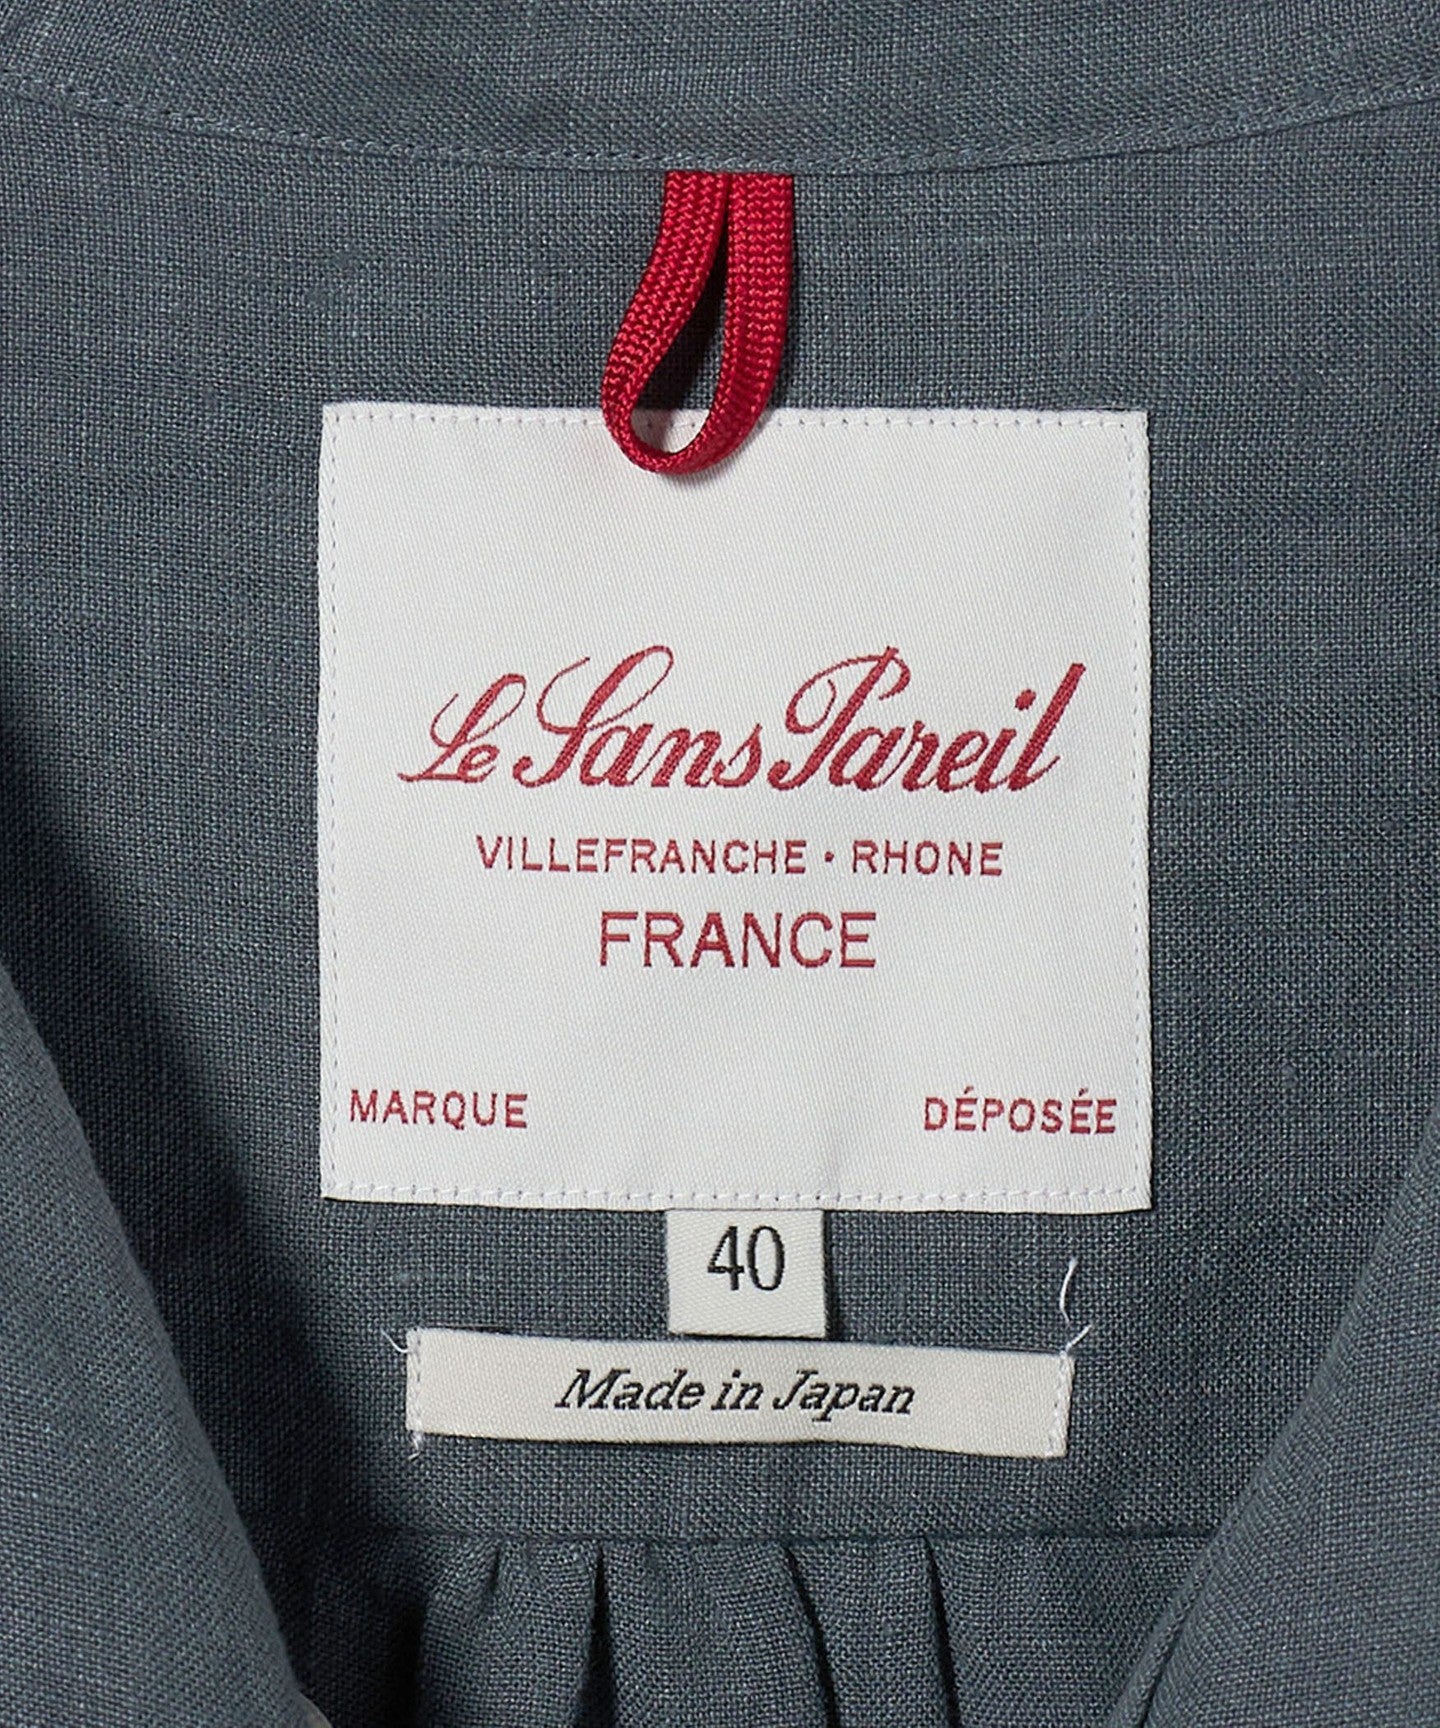 Le Sans Pareil
VILLEFRANCHE · RHONE
FRANCE
MARQUE DÉPOSÉE
40
Made in Japan